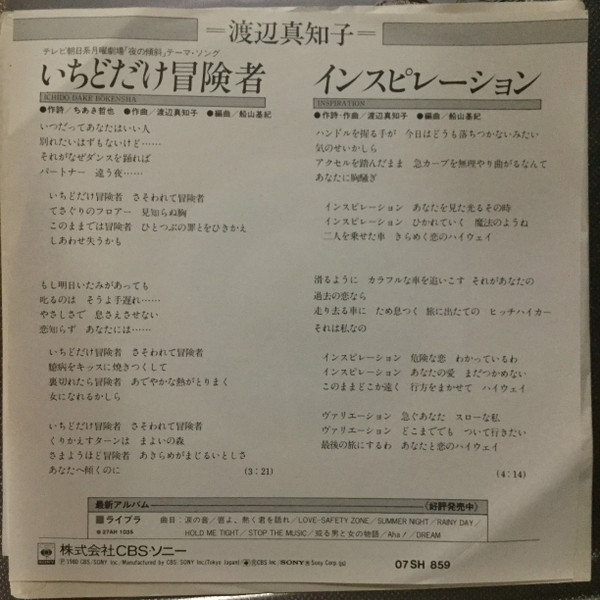 =渡辺真知子=
テレビ朝日系月曜劇場「夜の傾斜」テーマ・ソング
いちどだけ冒険者
ICHIDO DAKE BOKENSHA
●作詩/ちあき哲也 ●作曲/渡辺真知子 ●編曲/船山基紀
いつだってあなたはいい人
別れたいはずもないけど……
それがなぜダンスを踊れば
パートナー 違う夜……
いちどだけ冒険者 さそわれて冒険者
てさぐりのフロアー 見知らぬ胸
このままでは冒険者 ひとつぶの罪とをひきかえ
しあわせ失うかも
もし明日いたみがあっても
叱るのは そうよ手遅れ……
やさしさで 息さえさせない
恋知らず あなたには……
いちどだけ冒険者 さそわれて冒険者
臆病をキッスに焼きつくして
裏切れたら冒険者 あでやかな熱がとりまく
女になれるかしら
いちどだけ冒険者 さそわれて冒険者
くりかえすターンは まよいの森
さまようほど冒険者 あきらめがまじるいとしさ
あなたへ傾くのに
(3:21)
インスピレーション
INSPIRATION
●作詩・作曲/渡辺真知子 ●編曲/船山基紀
ハンドルを握る手が 今日はどうも落ちつかないみたい
気のせいかしら
アクセルを踏んだまま 急カーブを無理やり曲がるなんて
あなたに胸騒ぎ
インスピレーション あなたを見た光るその時
インスピレーション ひかれていく 魔法のようね
二人を乗せた車 きらめく恋のハイウェイ
滑るように カラフルな車を追いこす それがあなたの
過去の恋なら
走り去る車に ため息つく 旅に出たての ヒッチハイカー
それは私なの
インスピレーション 危険な恋 わかっているわ
インスピレーション あなたの愛 まだつかめない
このままどこか遠く 行方をまかせて ハイウェイ
ヴァリエーション 急ぐあなた スローな私
ヴァリエーション どこまででも ついて行きたい
最後の旅にするわ あなたと恋のハイウェイ
(4:14)
最新アルバム (好評発売中)
■ライブラ
●27AH 1039
曲目:涙の音/唇よ、熱く君を語れ/LOVE-SAFETY ZONE/SUMMER NIGHT/RAINY DAY/
HOLD ME TIGHT/STOP THE MUSIC/或る男と女の物語/Aha!/DREAM
株式会社CBS・ソニー
Ⓟ1980 CBS/SONY Inc./Manufactured by CBS/SONY Inc.(Tokyo Japan)/ⒸCBS Inc./SONY® Sony Corp. (p)
07SH 859